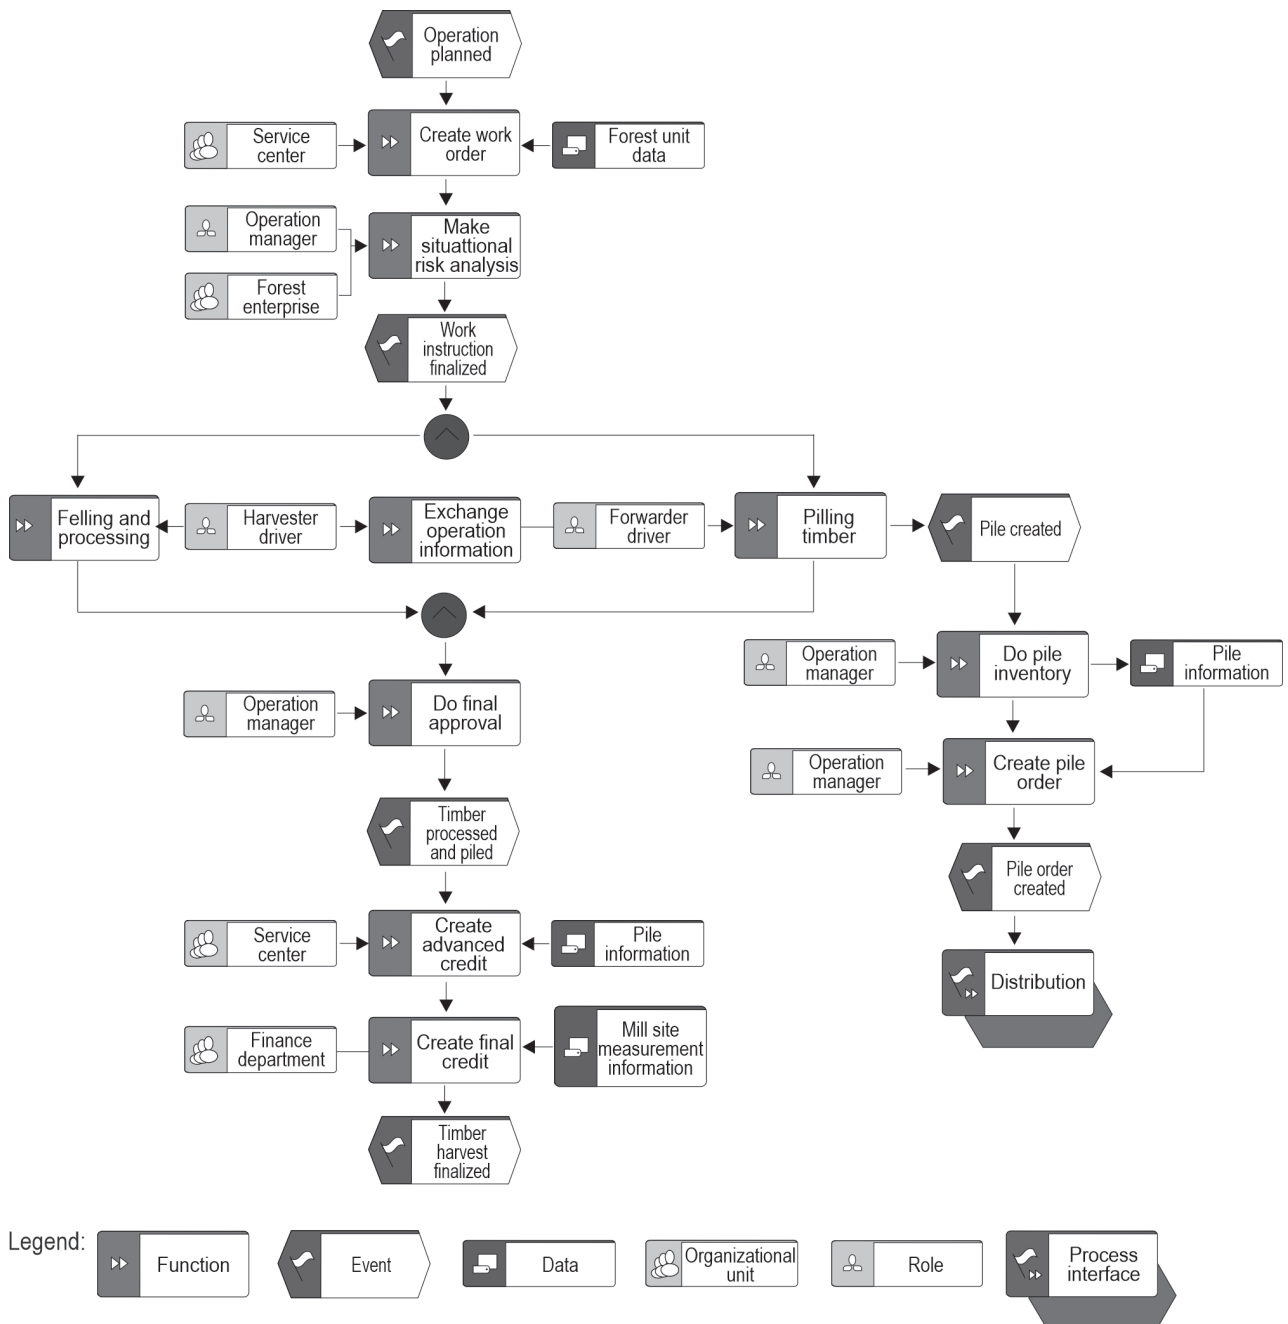 Operation
planned
Service
center
Create work
order
Forest unit
data
Operation
manager
Make
situattional
risk analysis
Forest
enterprise
Work
instruction
finalized
Felling and
processing
Harvester
driver
Exchange
operation
information
Forwarder
driver
Pilling
timber
Pile created
Operation
manager
Do pile
inventory
Pile
information
Operation
manager
Do final
approval
Operation
manager
Create pile
order
Timber
processed
and piled
Pile order
created
Service
center
Create
advanced
credit
Pile
information
Distribution
Finance
department
Create final
credit
Mill site
measurement
information
Timber
harvest
finalized
Legend:
Function
Event
Data
Organizational
unit
Role
Process
interface